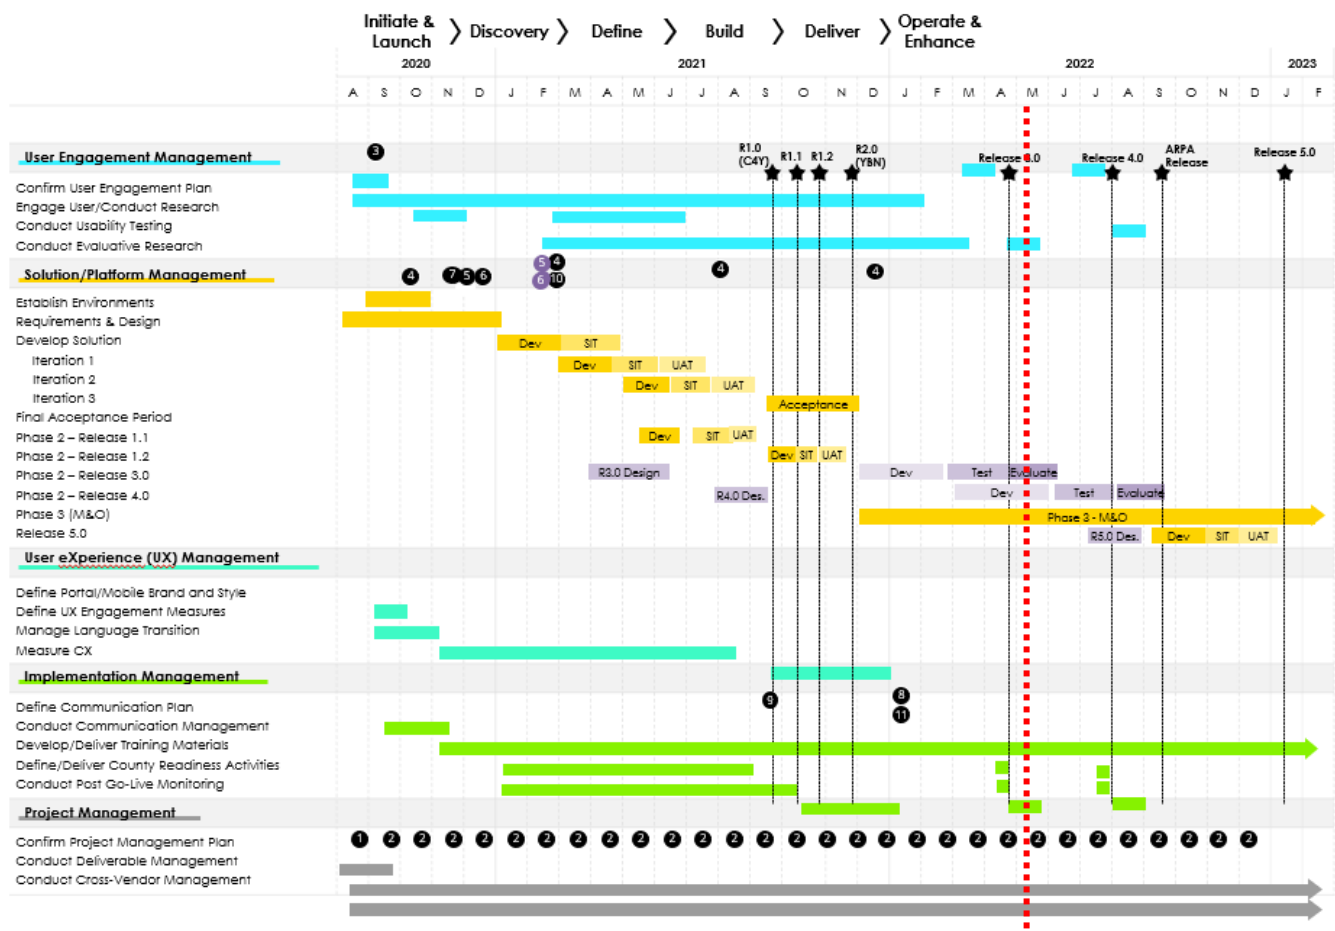 Initiate &
Launch
Discovery
Define
Build
Deliver
Operate &
Enhance
2020 2021 2022 2023
A S O N D J F M A M J J A S O N D J F M A M J J A S O N D J F
User Engagement Management
3
R1.0
(C4Y)
R1.1
R1.2
R2.0
(YBN)
Release 3.0
Release 4.0
ARPA
Release
Release 5.0
Confirm User Engagement Plan
Engage User/Conduct Research
Conduct Usability Testing
Conduct Evaluative Research
Solution/Platform Management
4 7 5 6 5 4 6 10 4 4
Establish Environments
Requirements & Design
Develop Solution Dev SIT
Iteration 1 Dev SIT UAT
Iteration 2 Dev SIT UAT
Iteration 3 Acceptance
Final Acceptance Period
Phase 2 – Release 1.1 Dev SIT UAT
Phase 2 – Release 1.2 Dev SIT UAT
Phase 2 – Release 3.0 R3.0 Design Dev Test Evaluate
Phase 2 – Release 4.0 R4.0 Des. Dev Test Evaluate
Phase 3 (M&O) Phase 3 - M&O
Release 5.0 R5.0 Des. Dev SIT UAT
User eXperience (UX) Management
Define Portal/Mobile Brand and Style
Define UX Engagement Measures
Manage Language Transition
Measure CX
Implementation Management
9 8
11
Define Communication Plan
Conduct Communication Management
Develop/Deliver Training Materials
Define/Deliver County Readiness Activities
Conduct Post Go-Live Monitoring
Project Management
Confirm Project Management Plan 1 2 2 2 2 2 2 2 2 2 2 2 2 2 2 2 2 2 2 2 2 2 2 2 2 2 2 2 2 2
Conduct Deliverable Management
Conduct Cross-Vendor Management